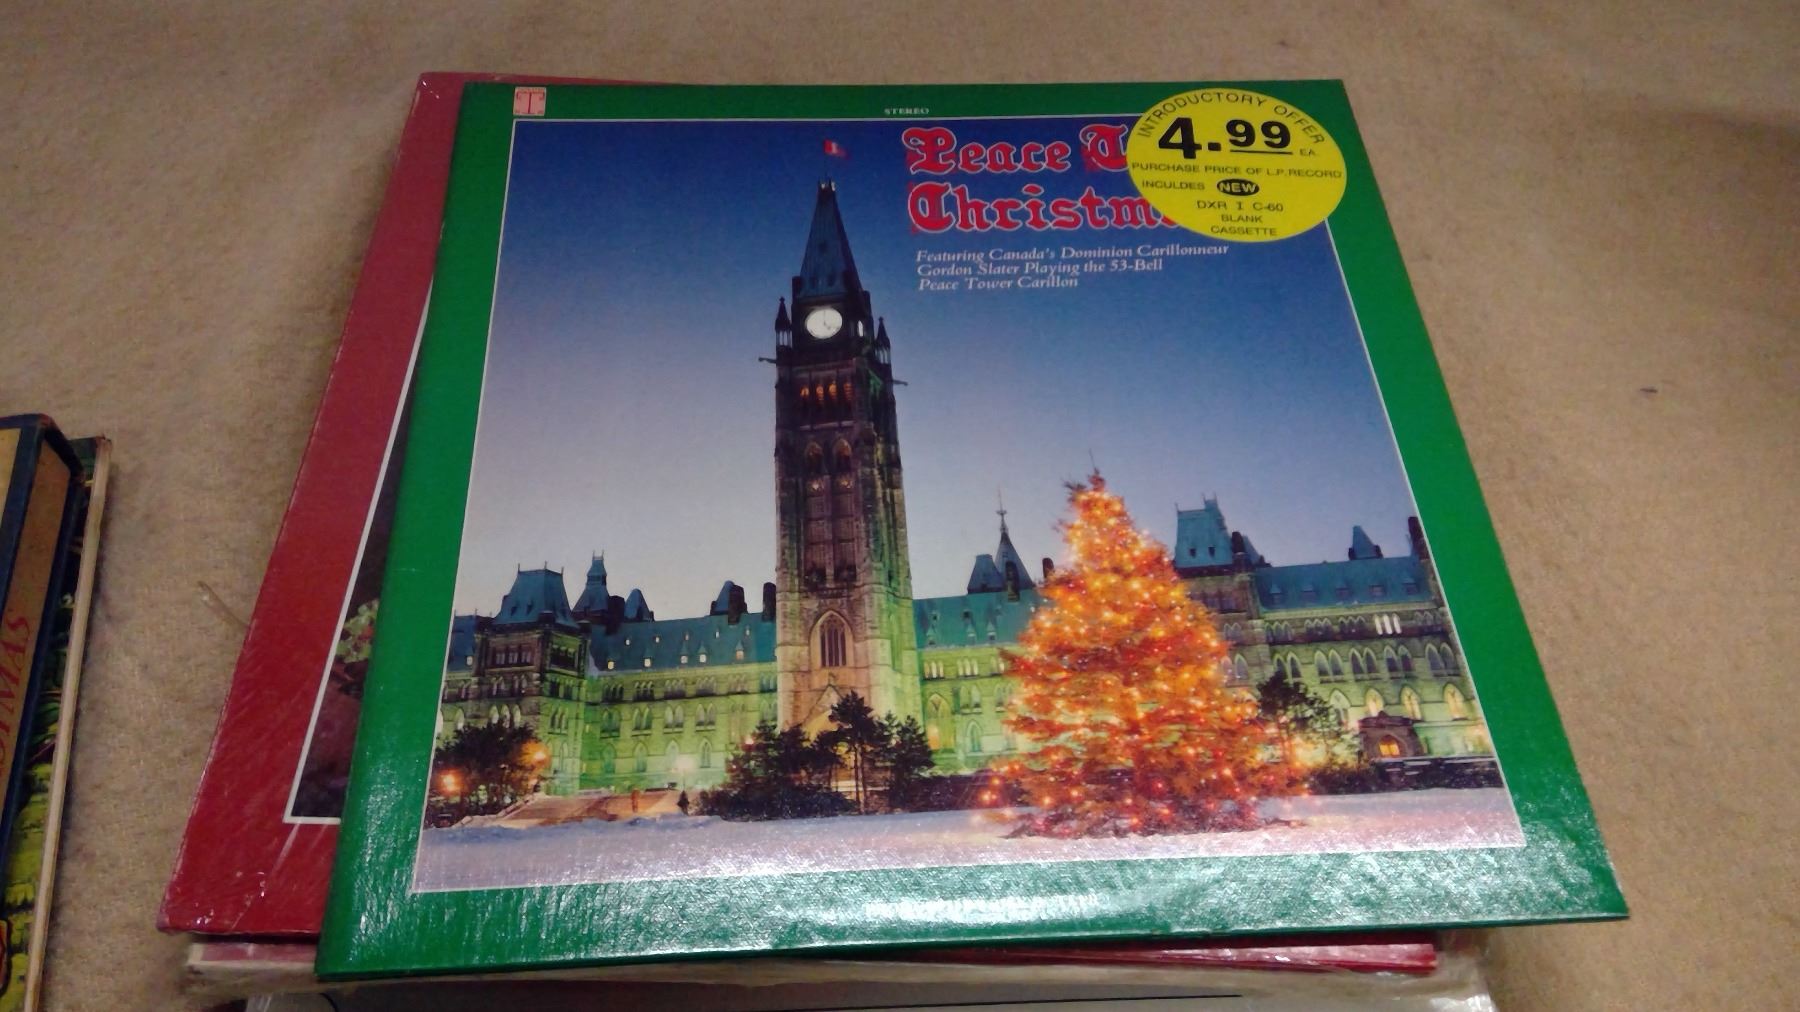 T
STEREO
Peace T
Christm
Featuring Canada's Dominion Carillonneur
Gordon Slater Playing the 53-Bell
Peace Tower Carillon
INTRODUCTORY OFFER
4.99 EA.
PURCHASE PRICE OF L.P. RECORD
INCULDES NEW
DXR I C-60
BLANK
CASSETTE